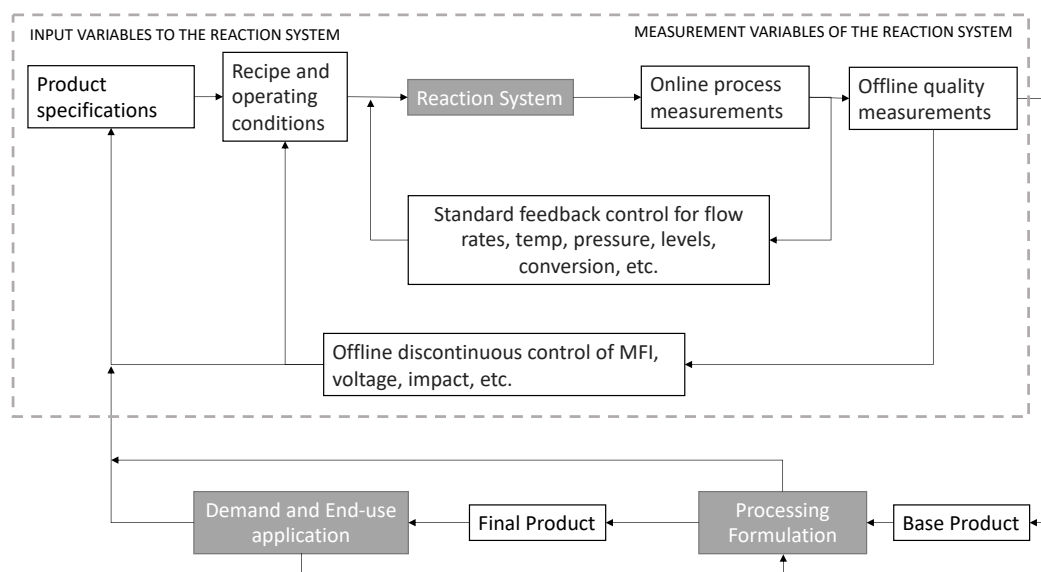 INPUT VARIABLES TO THE REACTION SYSTEM
MEASUREMENT VARIABLES OF THE REACTION SYSTEM
Product
specifications
Recipe and
operating
conditions
Reaction System
Online process
measurements
Offline quality
measurements
Standard feedback control for flow
rates, temp, pressure, levels,
conversion, etc.
Offline discontinuous control of MFI,
voltage, impact, etc.
Demand and End-use
application
Final Product
Processing
Formulation
Base Product